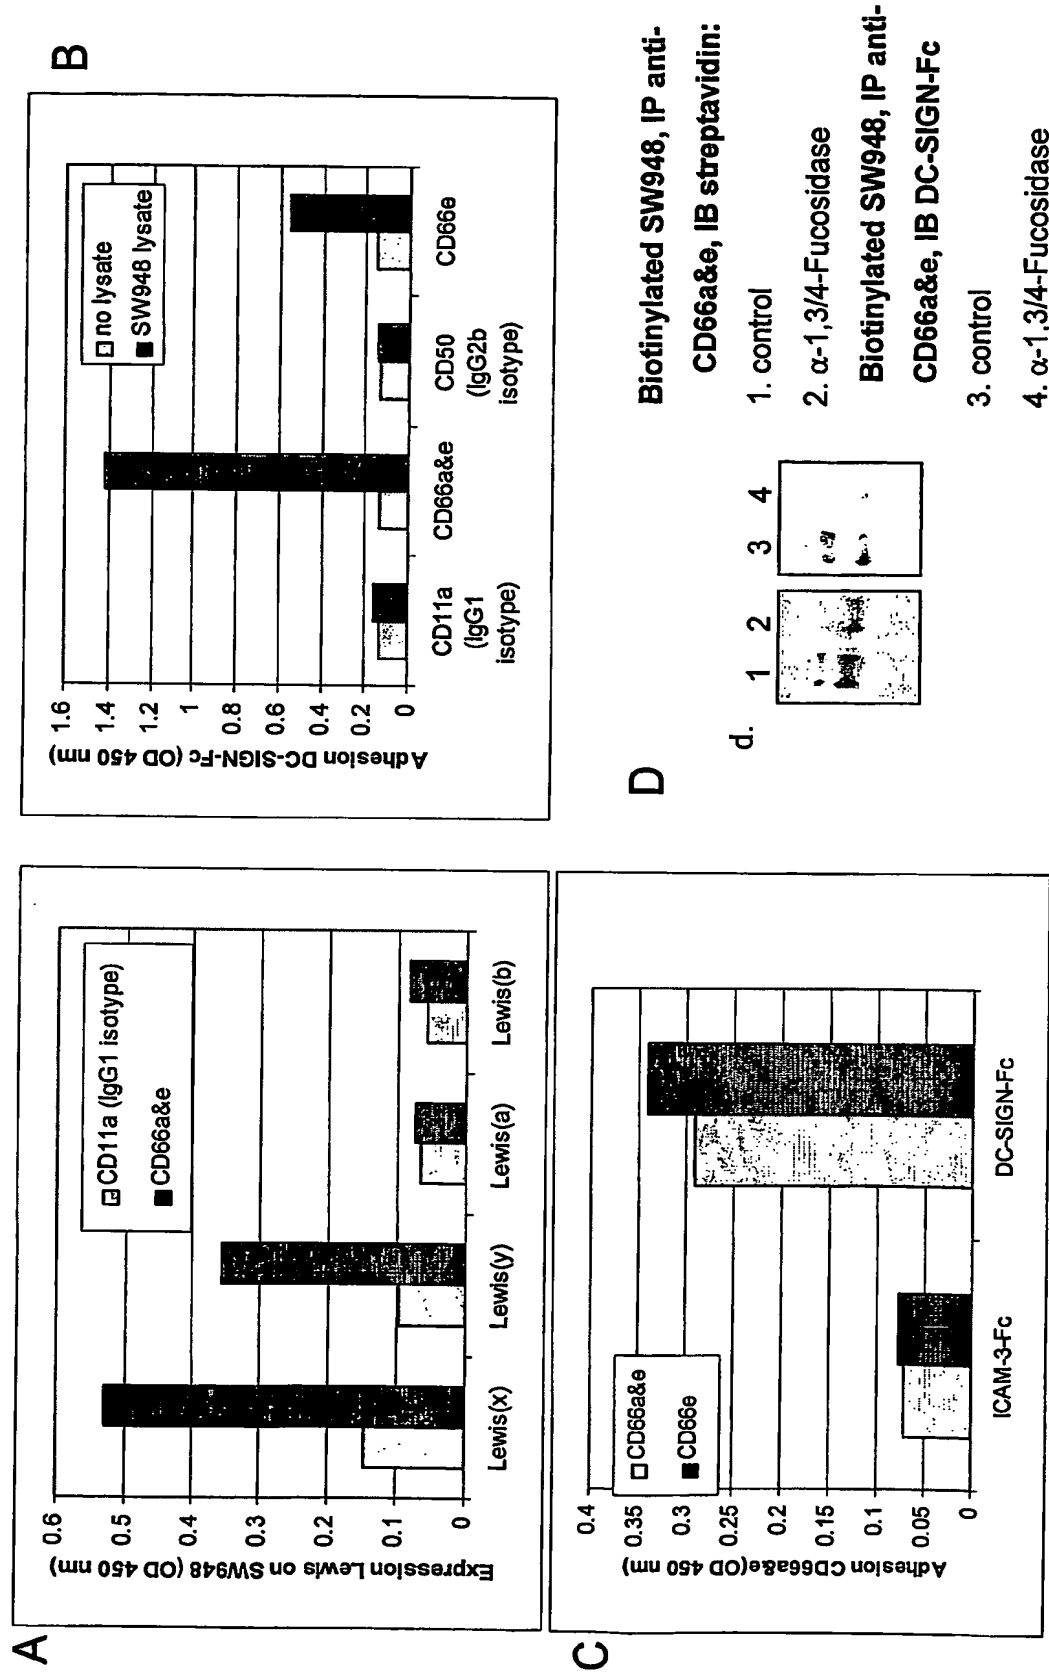 A
Expression Lewis on SW948 (OD 450 nm)
0.6
0.5
0.4
0.3
0.2
0.1
0
CD11a (IgG1 isotype)
CD66a&e
Lewis(x)
Lewis(y)
Lewis(a)
Lewis(b)
B
Adhesion DC-SIGN-Fc (OD 450 nm)
1.6
1.4
1.2
1
0.8
0.6
0.4
0.2
0
no lysate
SW948 lysate
CD11a
(IgG1
isotype)
CD66a&e
CD50
(IgG2b
isotype)
CD66e
C
Adhesion CD66a&e(OD 450 nm)
0.4
0.35
0.3
0.25
0.2
0.15
0.1
0.05
0
CD66a&e
CD66e
ICAM-3-Fc
DC-SIGN-Fc
D
d.
1 2 3 4
Biotinylated SW948, IP anti-
CD66a&e, IB streptavidin:
1. control
2. α-1,3/4-Fucosidase
Biotinylated SW948, IP anti-
CD66a&e, IB DC-SIGN-Fc
3. control
4. α-1,3/4-Fucosidase